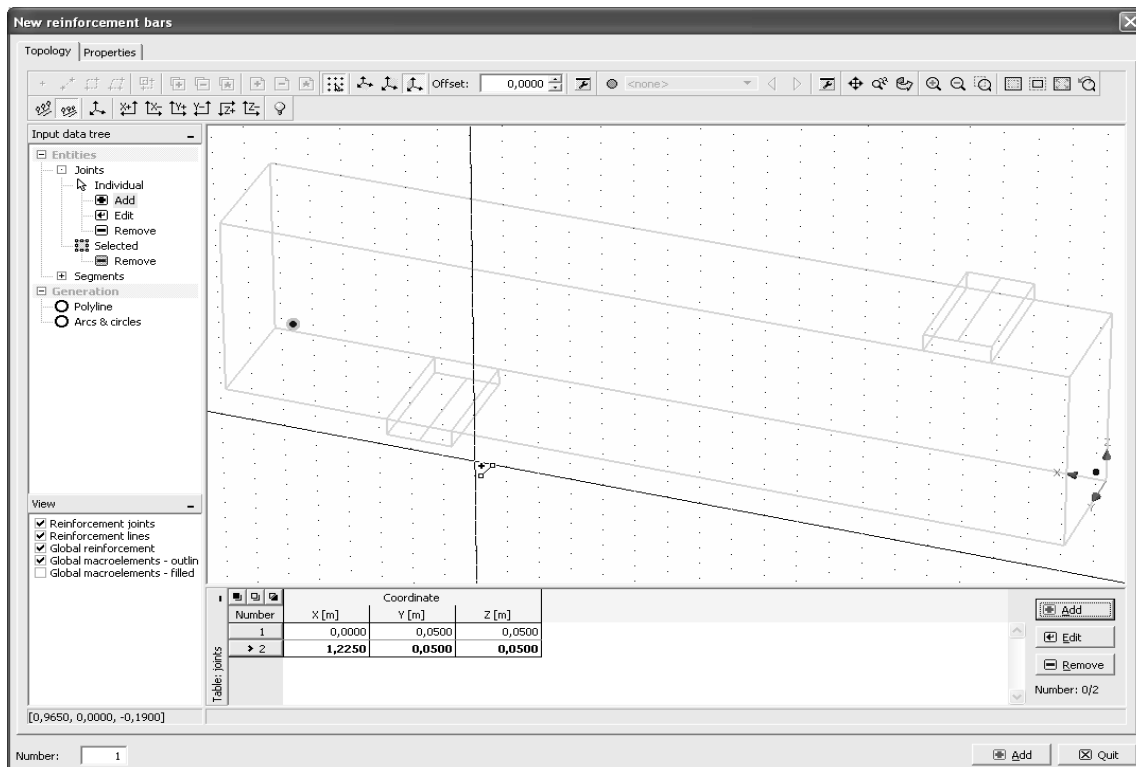 New reinforcement bars
Topology Properties
Offset: 0,0000 <none>
X+ X- Y+ Y- Z+ Z-
Input data tree
Entities
Joints
Individual
Add
Edit
Remove
Selected
Remove
Segments
Generation
Polyline
Arcs & circles
X Z
Y
View
Reinforcement joints
Reinforcement lines
Global reinforcement
Global macroelements - outlin
Global macroelements - filled
Coordinate
Number X [m] Y [m] Z [m]
1 0,0000 0,0500 0,0500
2 1,2250 0,0500 0,0500
Table: joints
Add
Edit
Remove
Number: 0/2
[0,9650, 0,0000, -0,1900]
Number: 1 Add Quit